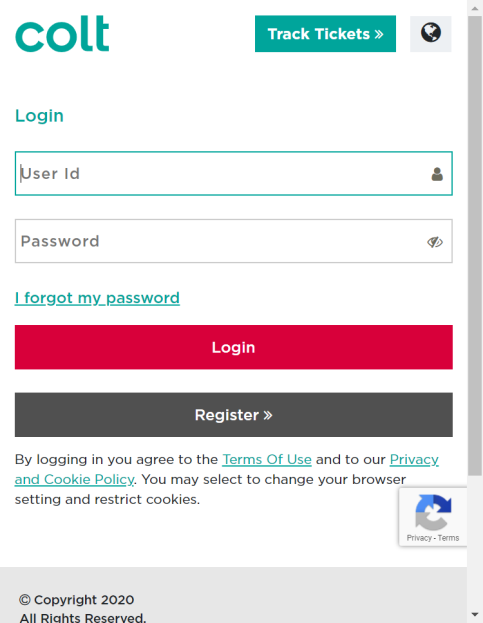 colt
Track Tickets »
Login
User Id
Password
I forgot my password
Login
Register »
By logging in you agree to the Terms Of Use and to our Privacy
and Cookie Policy. You may select to change your browser
setting and restrict cookies.
Privacy - Terms
© Copyright 2020
All Rights Reserved.